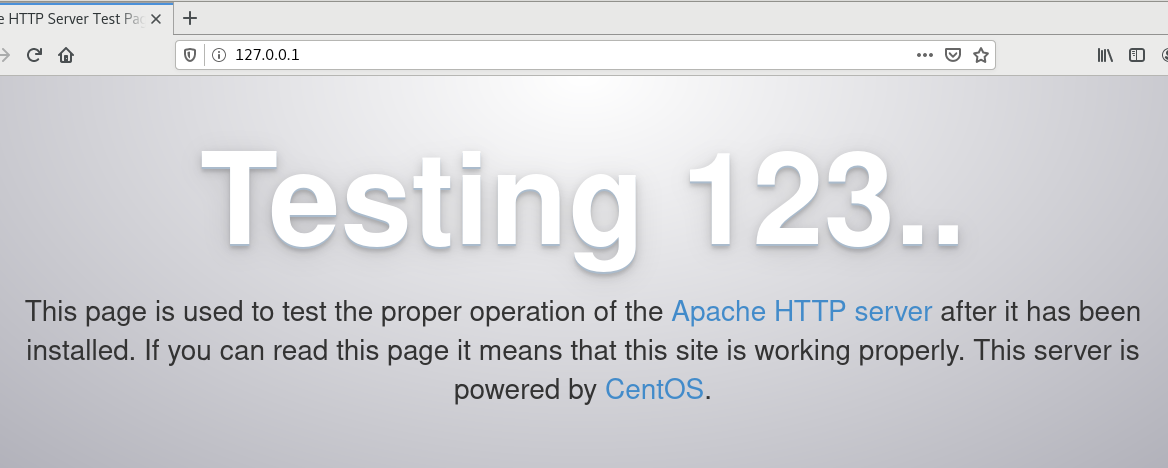 e HTTP Server Test Pag
127.0.0.1
Testing 123..
This page is used to test the proper operation of the Apache HTTP server after it has been
installed. If you can read this page it means that this site is working properly. This server is
powered by CentOS.